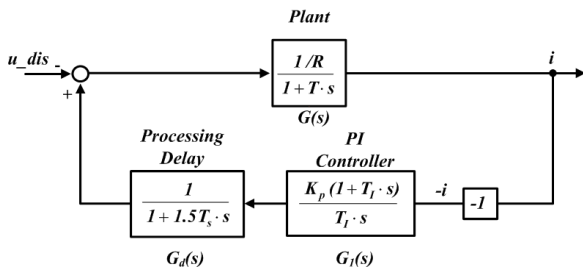 Plant
u_dis
-
+
1/R
1 + T · s
i
G(s)
Processing
Delay
PI
Controller
1
1 + 1.5T_s · s
K_p (1 + T_I · s)
T_I · s
-i
-1
G_d(s)
G_I(s)